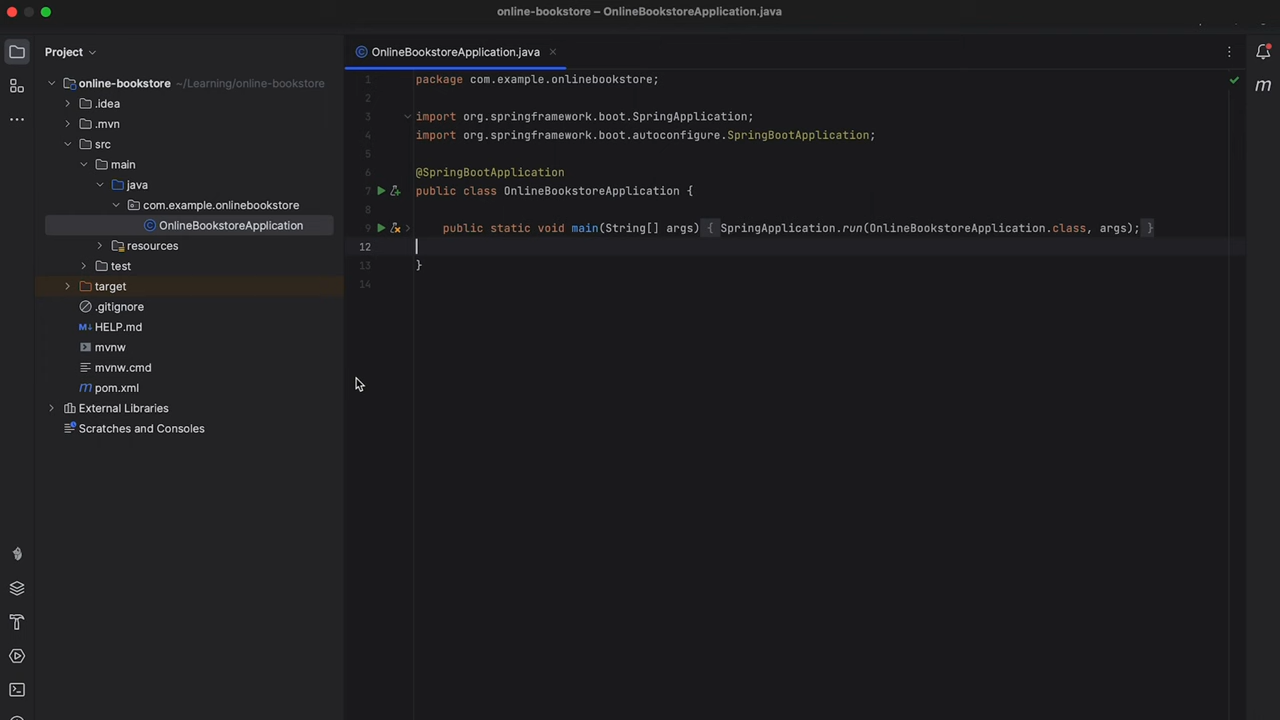 online-bookstore – OnlineBookstoreApplication.java
Project
OnlineBookstoreApplication.java
online-bookstore ~/Learning/online-bookstore
.idea
.mvn
src
main
java
com.example.onlinebookstore
OnlineBookstoreApplication
resources
test
target
.gitignore
HELP.md
mvnw
mvnw.cmd
pom.xml
External Libraries
Scratches and Consoles
1 package com.example.onlinebookstore;
2
3 import org.springframework.boot.SpringApplication;
4 import org.springframework.boot.autoconfigure.SpringBootApplication;
5
6 @SpringBootApplication
7 public class OnlineBookstoreApplication {
8
9 public static void main(String[] args) { SpringApplication.run(OnlineBookstoreApplication.class, args); }
12
13 }
14